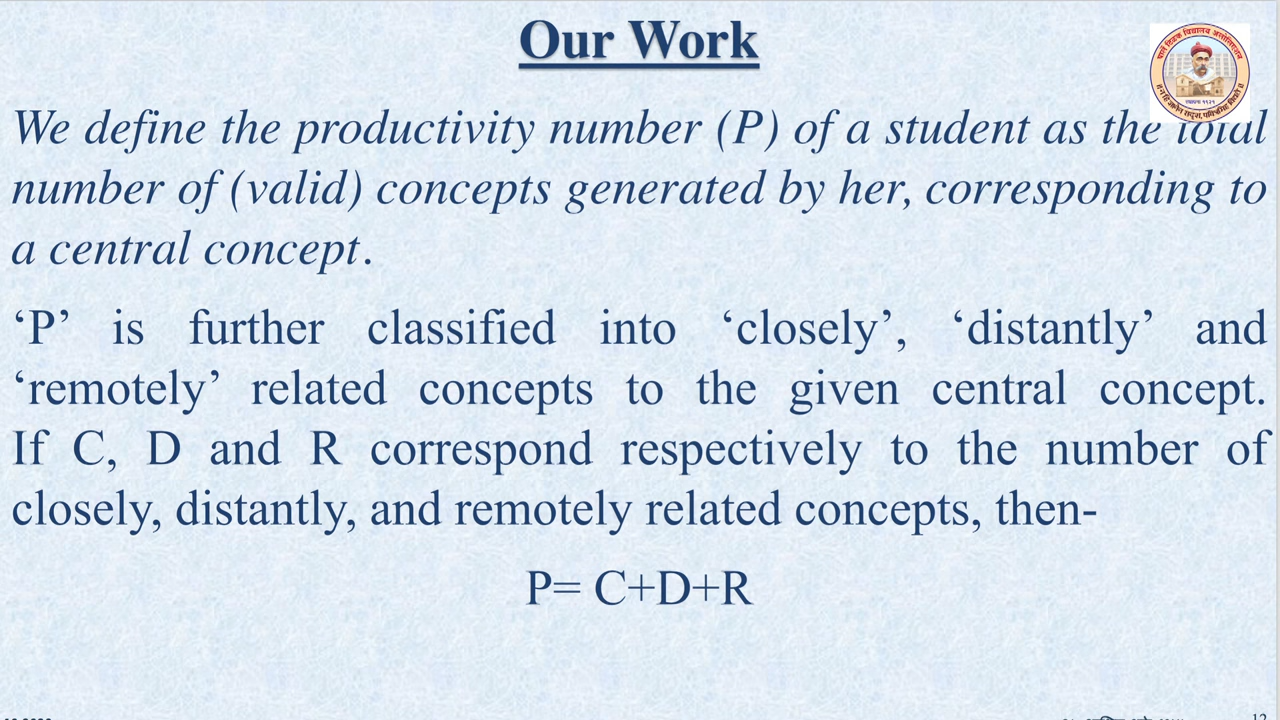 Our Work
We define the productivity number (P) of a student as the total
number of (valid) concepts generated by her, corresponding to
a central concept.
‘P’ is further classified into ‘closely’, ‘distantly’ and
‘remotely’ related concepts to the given central concept.
If C, D and R correspond respectively to the number of
closely, distantly, and remotely related concepts, then-
P= C+D+R